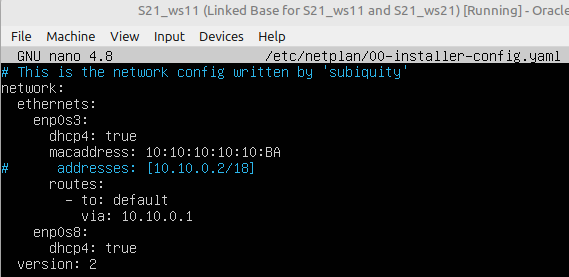 S21_ws11 (Linked Base for S21_ws11 and S21_ws21) [Running] - Oracle
File Machine View Input Devices Help
GNU nano 4.8 /etc/netplan/00-installer-config.yaml
# This is the network config written by 'subiquity'
network:
  ethernets:
    enp0s3:
      dhcp4: true
      macaddress: 10:10:10:10:10:BA
#      addresses: [10.10.0.2/18]
      routes:
        - to: default
          via: 10.10.0.1
    enp0s8:
      dhcp4: true
  version: 2